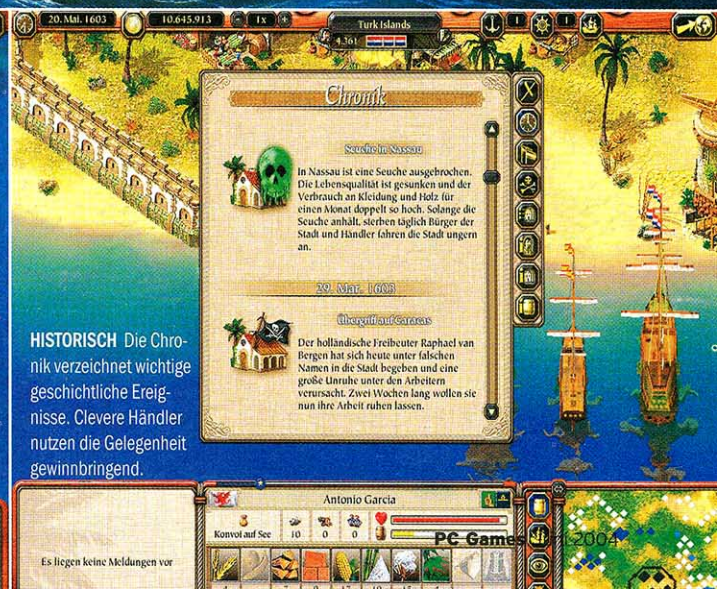 20. Mai. 1603
10.645.913
1x
Turk Islands
4.361
1
1
Chronik
Seuche in Nassau
In Nassau ist eine Seuche ausgebrochen.
Die Lebensqualität ist gesunken und der
Verbrauch an Kleidung und Holz für
einen Monat doppelt so hoch. Solange die
Seuche anhält, sterben täglich Bürger der
Stadt und Händler fahren die Stadt ungern
an.
29. Mar. 1603
Übergriff auf Caracas
Der holländische Freibeuter Raphael van
Bergen hat sich heute unter falschen
Namen in die Stadt begeben und eine
große Unruhe unter den Arbeitern
verursacht. Zwei Wochen lang wollen sie
nun ihre Arbeit ruhen lassen.
HISTORISCH Die Chro-
nik verzeichnet wichtige
geschichtliche Ereig-
nisse. Clevere Händler
nutzen die Gelegenheit
gewinnbringend.
Antonio Garcia
Konvoi auf See
10
0
0
Es liegen keine Meldungen vor
PC Games
2004